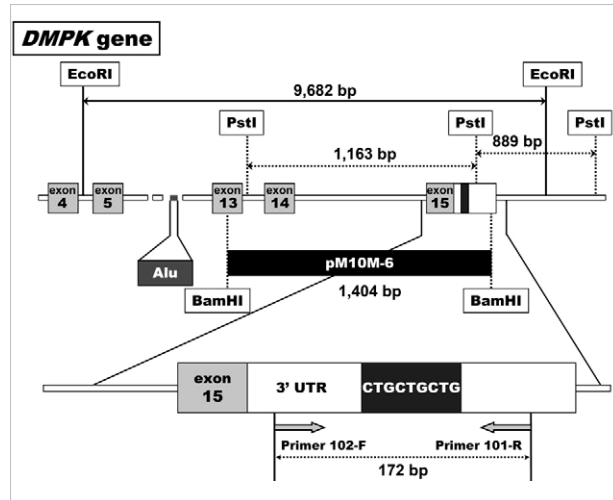 DMPK gene
EcoRI
EcoRI
9,682 bp
PstI
PstI
PstI
889 bp
1,163 bp
exon
4
exon
5
exon
13
exon
14
exon
15
Alu
pM10M-6
BamHI
1,404 bp
BamHI
exon
15
3' UTR
CTGCTGCTG
Primer 102-F
Primer 101-R
172 bp